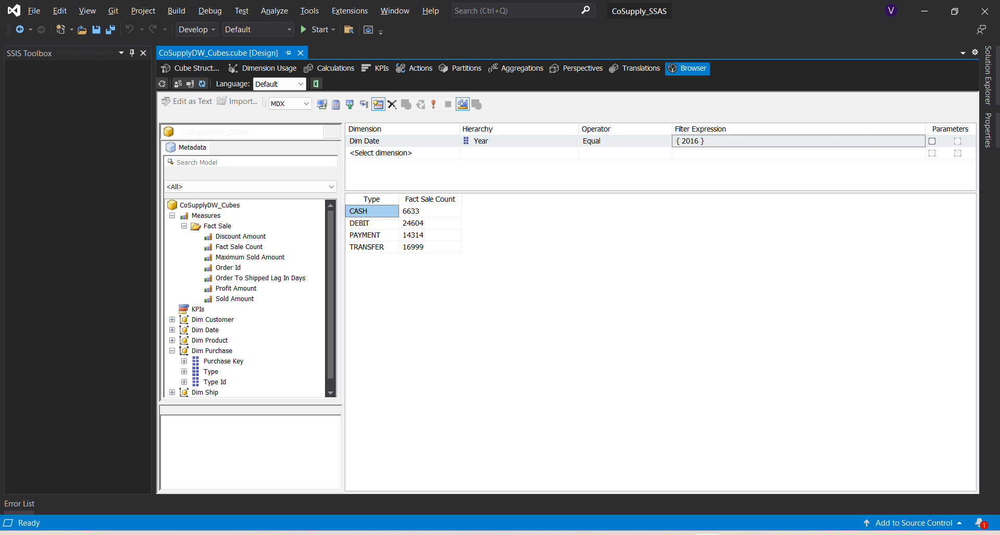 File Edit View Git Project Build Debug Test Analyze Tools Extensions Window Help Search (Ctrl+Q) CoSupply_SSAS V
Develop Default Start
SSIS Toolbox
CoSupplyDW_Cubes.cube [Design]
Cube Struct... Dimension Usage Calculations KPIs Actions Partitions Aggregations Perspectives Translations Browser
Language: Default
Edit as Text Import... MDX
CoSupplyDW_Cubes
Metadata
Search Model
<All>
CoSupplyDW_Cubes
Measures
Fact Sale
Discount Amount
Fact Sale Count
Maximum Sold Amount
Order Id
Order To Shipped Lag In Days
Profit Amount
Sold Amount
KPIs
Dim Customer
Dim Date
Dim Product
Dim Purchase
Purchase Key
Type
Type Id
Dim Ship
Dimension Hierarchy Operator Filter Expression Parameters
Dim Date Year Equal { 2016 }
<Select dimension>
Type Fact Sale Count
CASH 6633
DEBIT 24604
PAYMENT 14314
TRANSFER 16999
Solution Explorer
Properties
Error List
Ready Add to Source Control 1